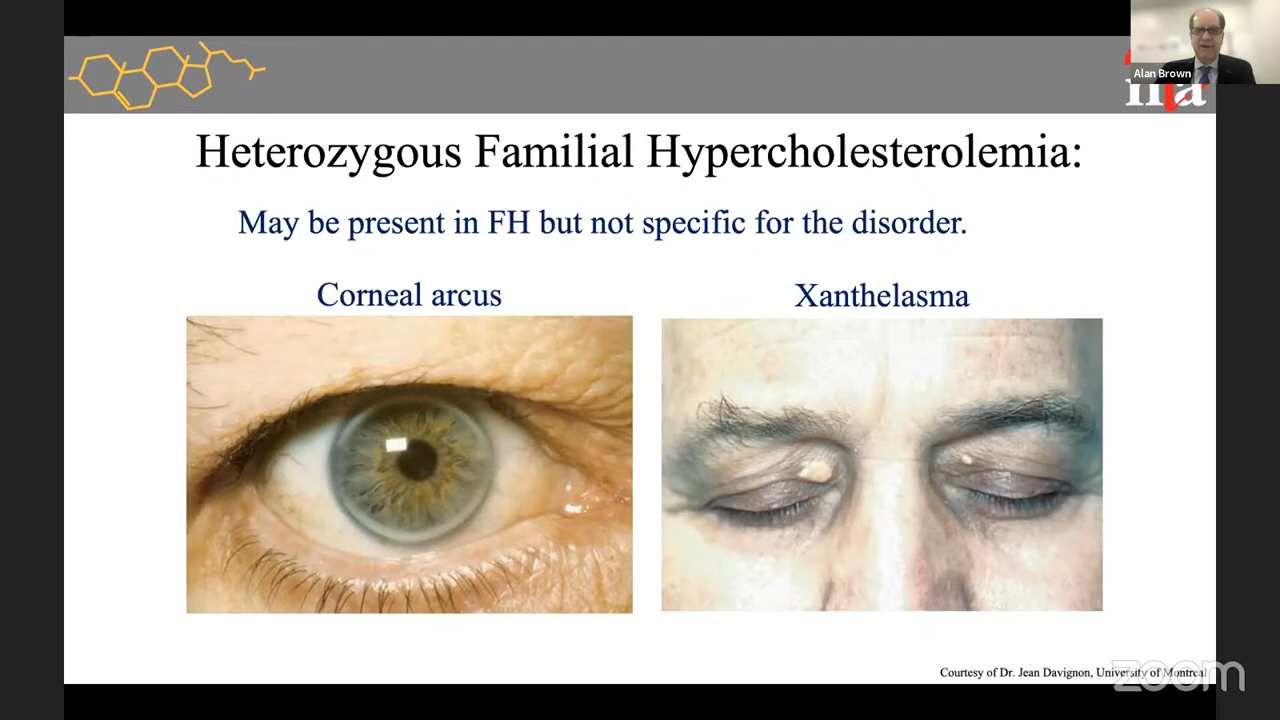 Alan Brown
Heterozygous Familial Hypercholesterolemia:
May be present in FH but not specific for the disorder.
Corneal arcus
Xanthelasma
Courtesy of Dr. Jean Davignon, University of Montreal
zoom